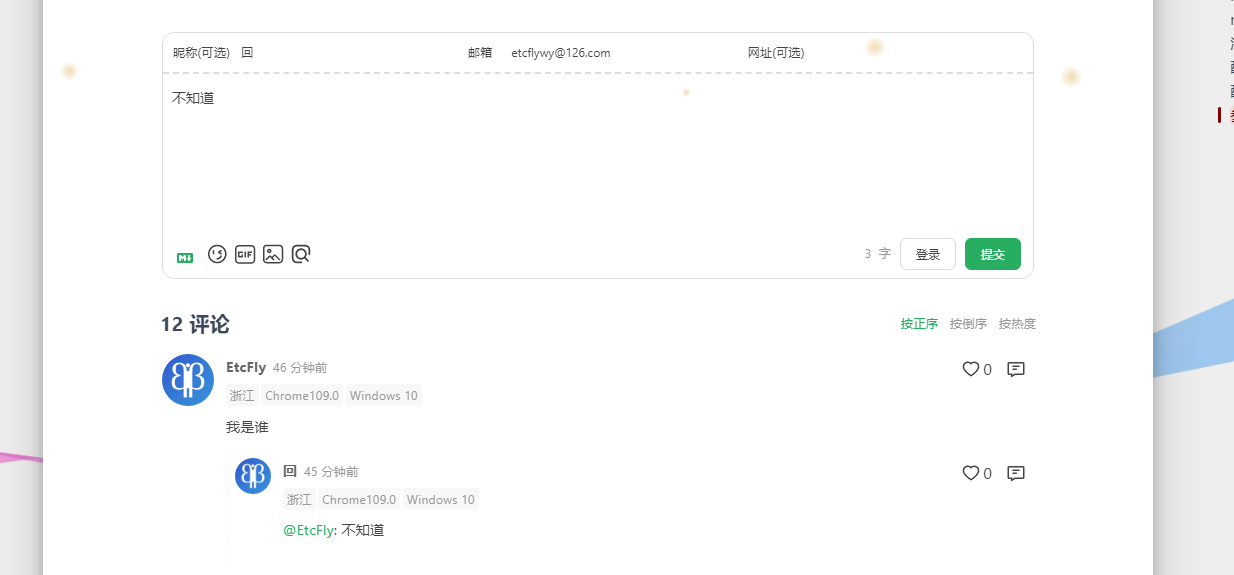 昵称(可选) 回 邮箱 etcflywy@126.com 网址(可选)
不知道
M↓ GIF 3 字 登录 提交
12 评论 按正序 按倒序 按热度
EtcFly 46 分钟前 0
浙江 Chrome109.0 Windows 10
我是谁
回 45 分钟前 0
浙江 Chrome109.0 Windows 10
@EtcFly: 不知道